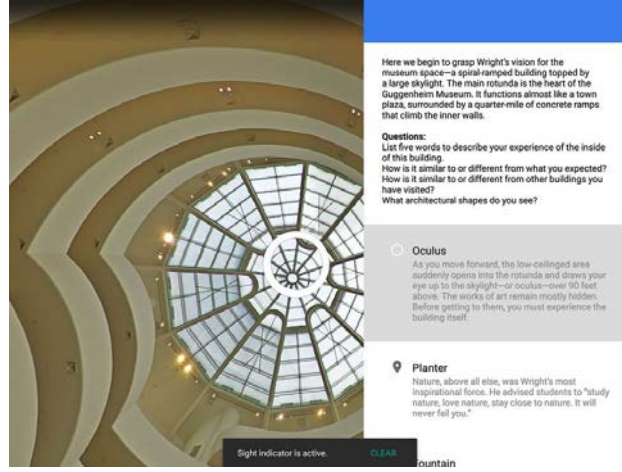 Here we begin to grasp Wright's vision for the
museum space—a spiral-ramped building topped by
a large skylight. The main rotunda is the heart of the
Guggenheim Museum. It functions almost like a town
plaza, surrounded by a quarter-mile of concrete ramps
that climb the inner walls.
Questions:
List five words to describe your experience of the inside
of this building.
How is it similar to or different from what you expected?
How is it similar to or different from other buildings you
have visited?
What architectural shapes do you see?
Oculus
As you move forward, the low-ceilinged area
suddenly opens into the rotunda and draws your
eye up to the skylight—or oculus—over 90 feet
above. The works of art remain mostly hidden.
Before getting to them, you must experience the
building itself.
Planter
Nature, above all else, was Wright's most
inspirational force. He advised students to "study
nature, love nature, stay close to nature. It will
never fail you."
Sight indicator is active. CLEAR
Fountain